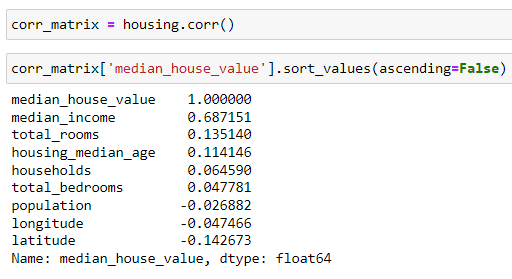 corr_matrix = housing.corr()
corr_matrix['median_house_value'].sort_values(ascending=False)
median_house_value    1.000000
median_income         0.687151
total_rooms           0.135140
housing_median_age    0.114146
households            0.064590
total_bedrooms        0.047781
population           -0.026882
longitude            -0.047466
latitude             -0.142673
Name: median_house_value, dtype: float64